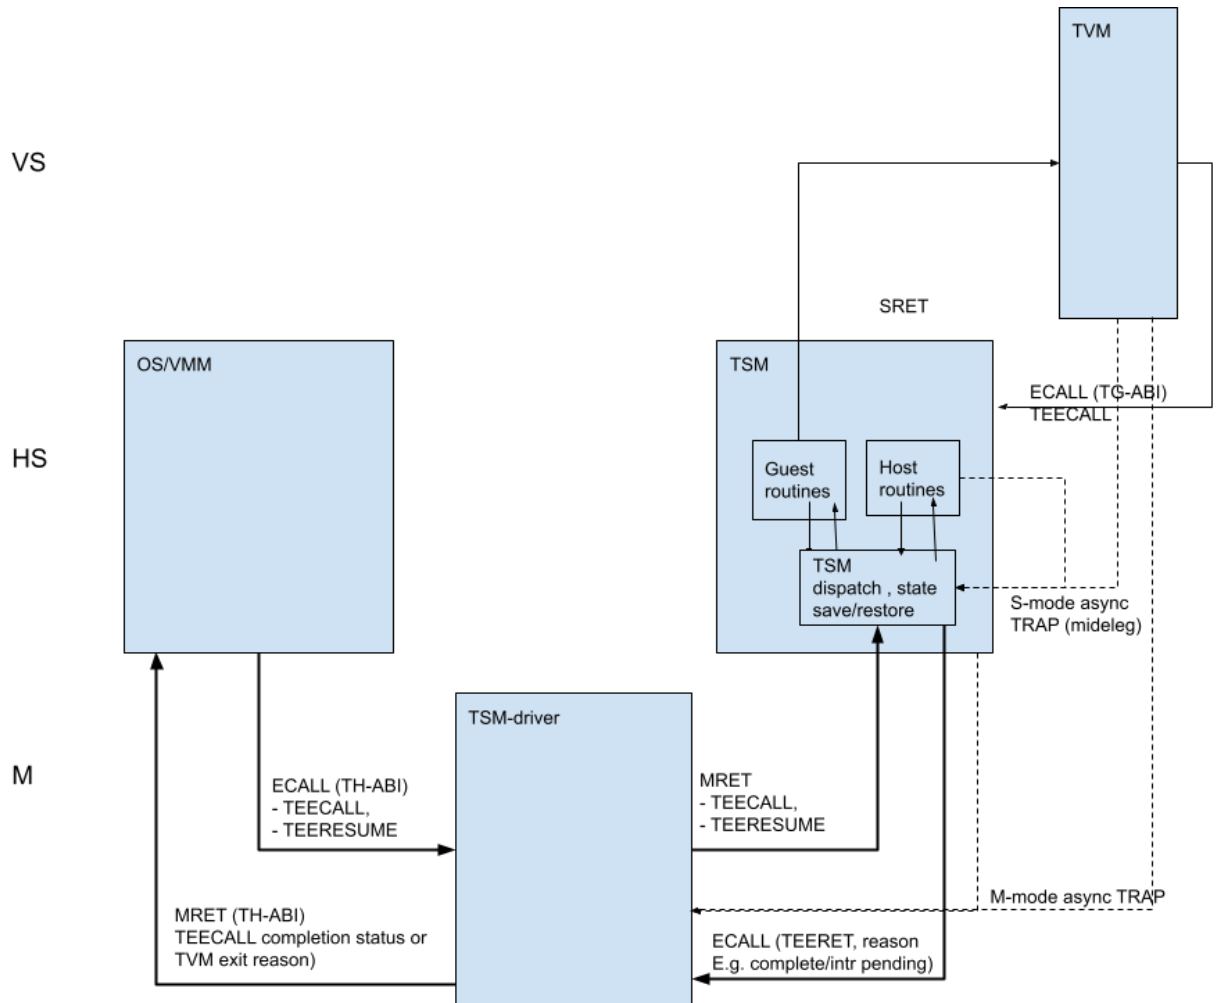 TVM
VS
SRET
OS/VMM
TSM
ECALL (TG-ABI)
TEECALL
HS
Guest
routines
Host
routines
TSM
dispatch , state
save/restore
S-mode async
TRAP (mideleg)
TSM-driver
M
ECALL (TH-ABI)
- TEECALL,
- TEERESUME
MRET
- TEECALL,
- TEERESUME
M-mode async TRAP
MRET (TH-ABI)
TEECALL completion status or
TVM exit reason)
ECALL (TEERET, reason
E.g. complete/intr pending)